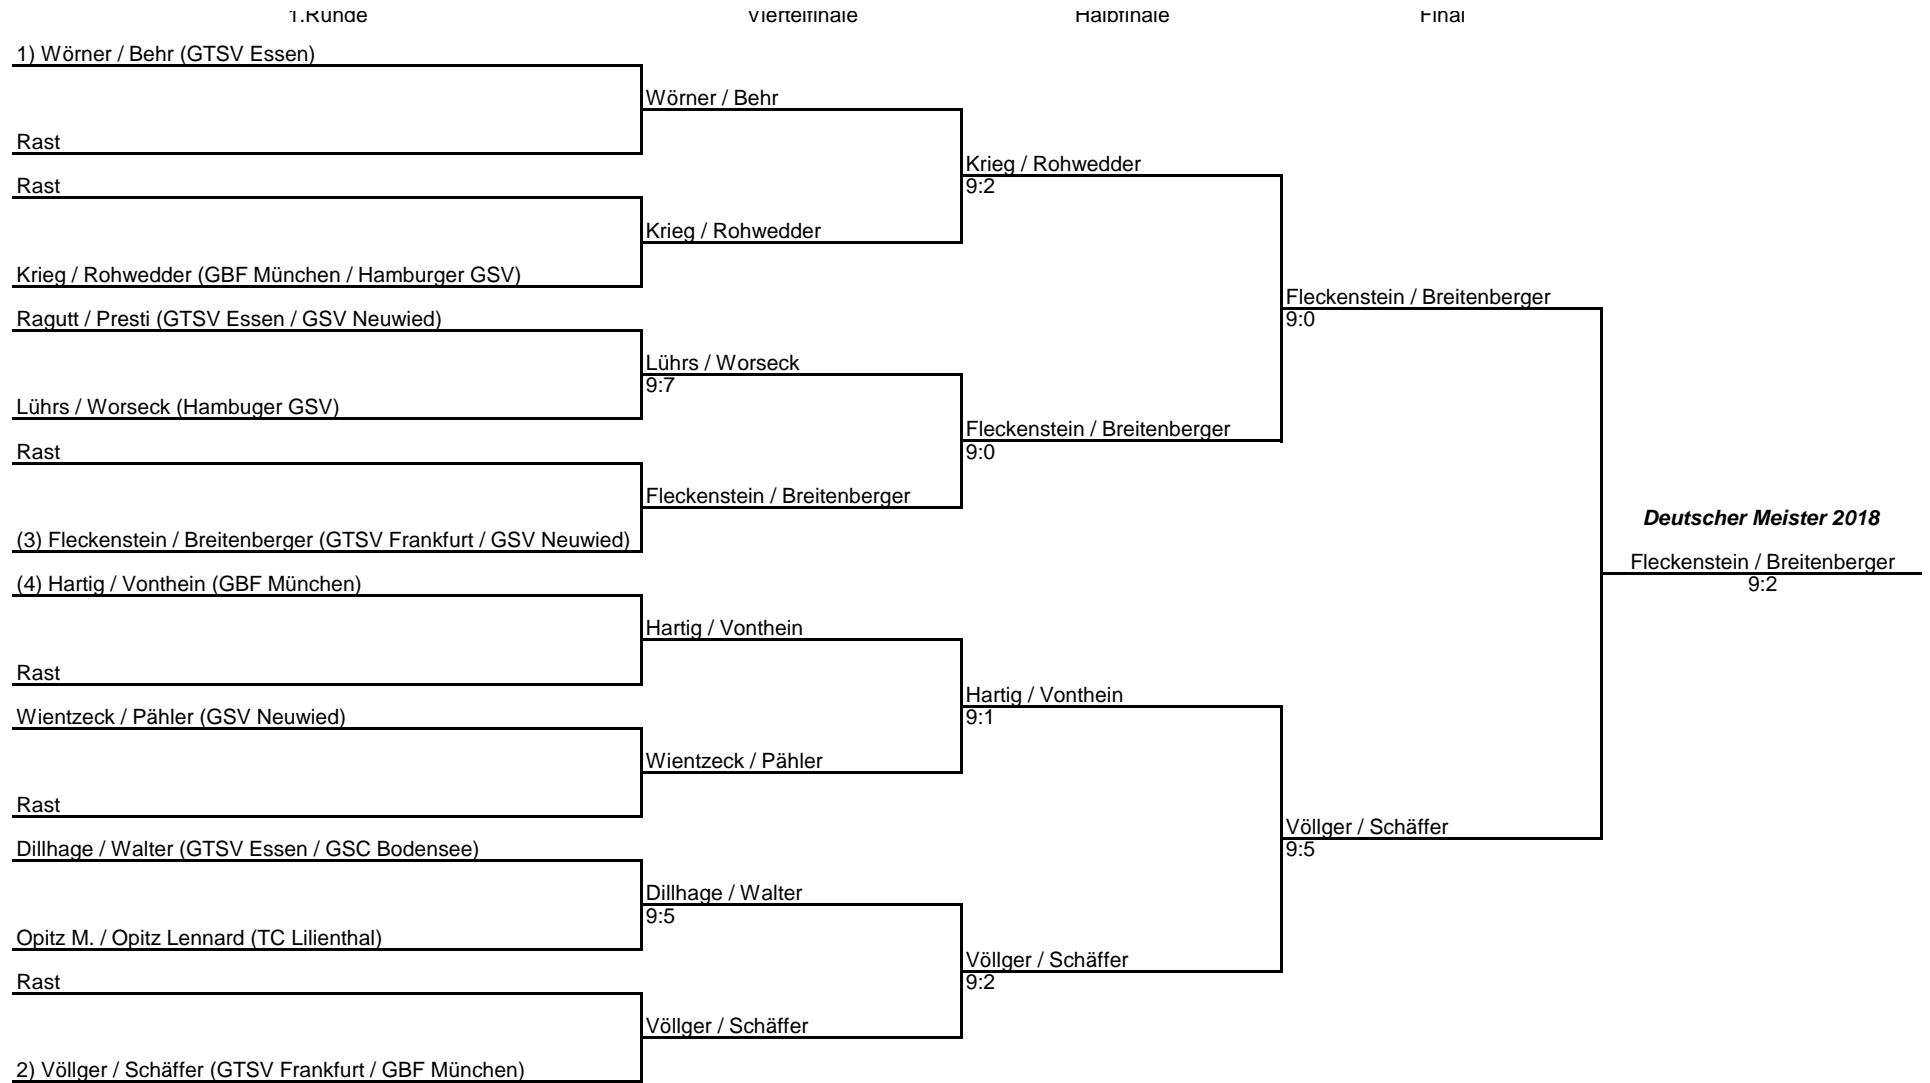 1.Runde
Viertelfinale
Halbfinale
Final
1) Wörner / Behr (GTSV Essen)
Rast
Rast
Krieg / Rohwedder (GBF München / Hamburger GSV)
Ragutt / Presti (GTSV Essen / GSV Neuwied)
Lührs / Worseck (Hambuger GSV)
Rast
(3) Fleckenstein / Breitenberger (GTSV Frankfurt / GSV Neuwied)
(4) Hartig / Vonthein (GBF München)
Rast
Wientzeck / Pähler (GSV Neuwied)
Rast
Dillhage / Walter (GTSV Essen / GSC Bodensee)
Opitz M. / Opitz Lennard (TC Lilienthal)
Rast
2) Völlger / Schäffer (GTSV Frankfurt / GBF München)
Wörner / Behr
Krieg / Rohwedder
Lührs / Worseck
9:7
Fleckenstein / Breitenberger
Hartig / Vonthein
Wientzeck / Pähler
Dillhage / Walter
9:5
Völlger / Schäffer
Krieg / Rohwedder
9:2
Fleckenstein / Breitenberger
9:0
Hartig / Vonthein
9:1
Völlger / Schäffer
9:2
Fleckenstein / Breitenberger
9:0
Völlger / Schäffer
9:5
Deutscher Meister 2018
Fleckenstein / Breitenberger
9:2